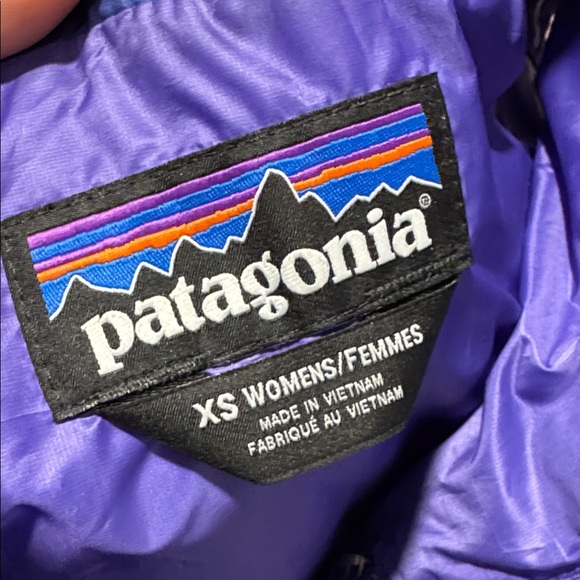 patagonia®
XS WOMENS/FEMMES
MADE IN VIETNAM
FABRIQUÉ AU VIETNAM